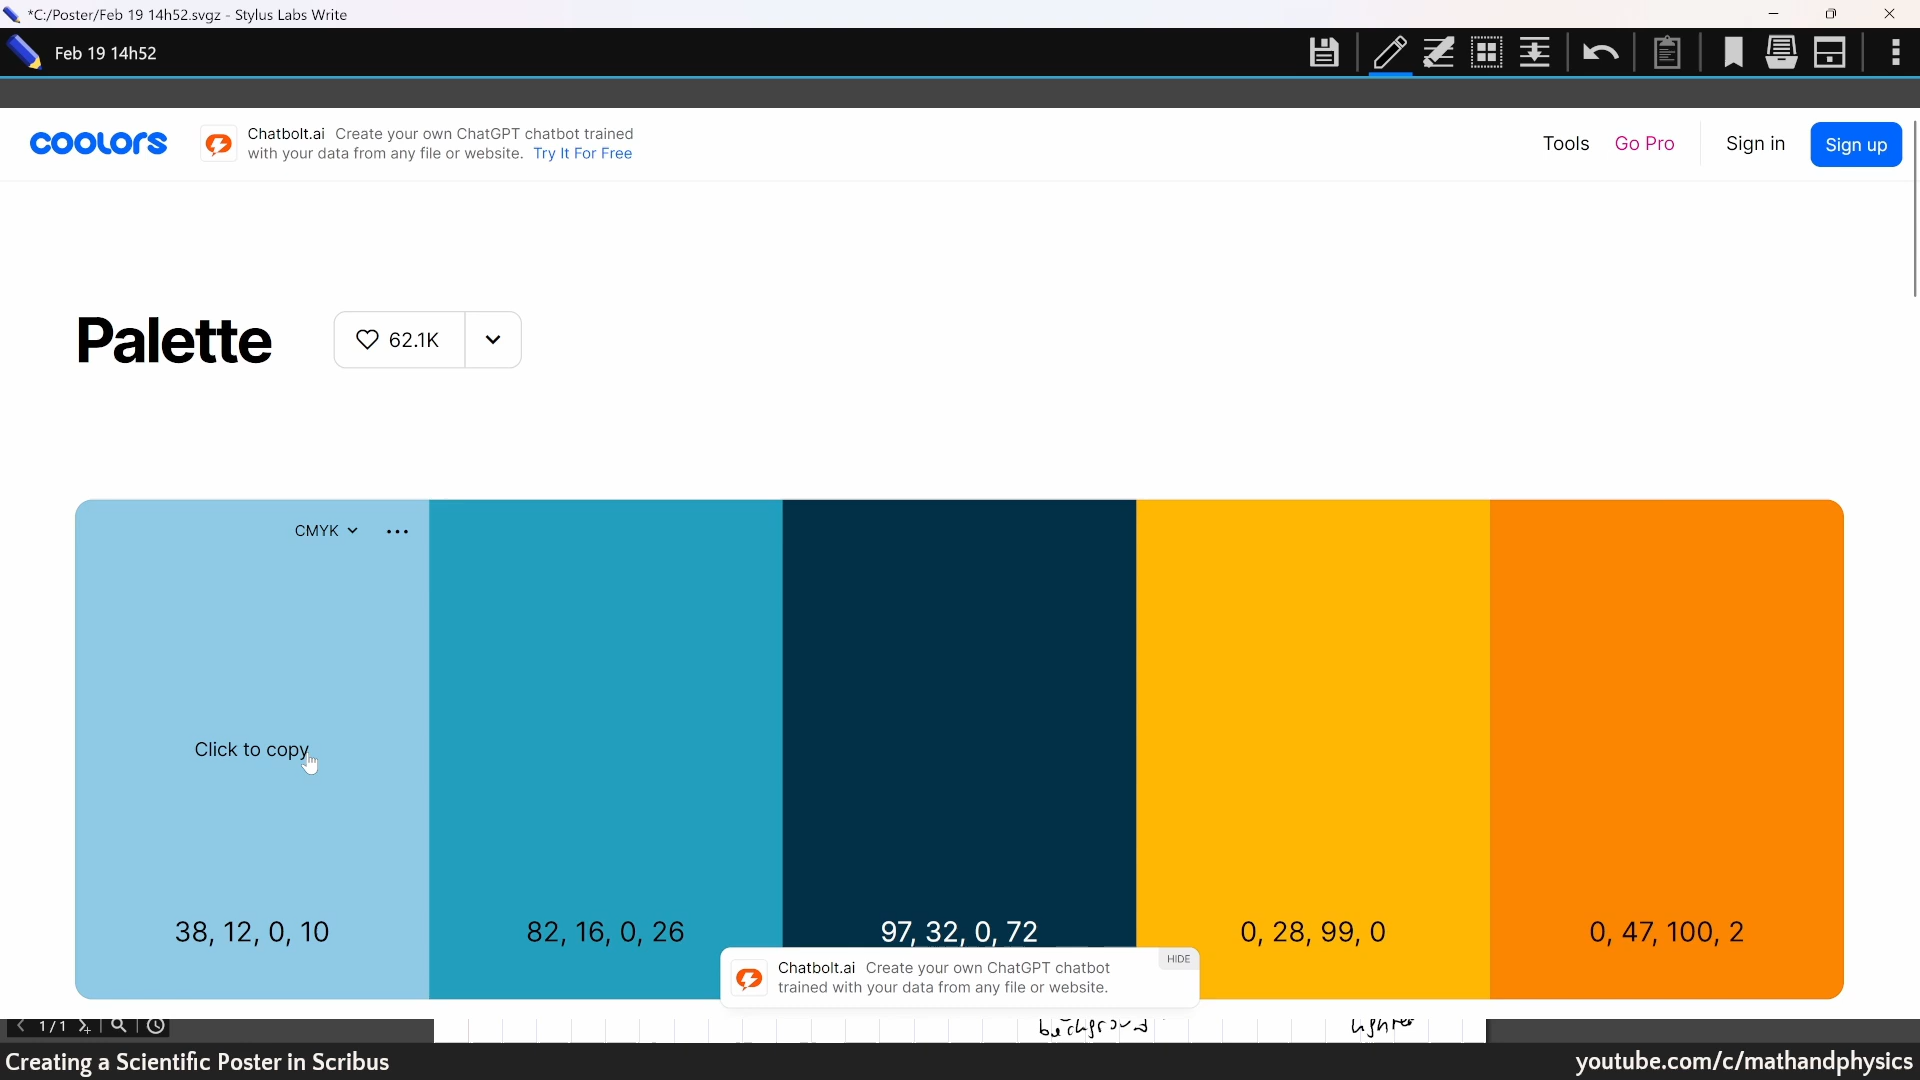 *C:/Poster/Feb 19 14h52.svgz - Stylus Labs Write
Feb 19 14h52
coolors
Chatbolt.ai Create your own ChatGPT chatbot trained
with your data from any file or website. Try It For Free
Tools Go Pro Sign in Sign up
Palette 62.1K
CMYK
Click to copy
38, 12, 0, 10
82, 16, 0, 26
97, 32, 0, 72
0, 28, 99, 0
0, 47, 100, 2
HIDE
Chatbolt.ai Create your own ChatGPT chatbot
trained with your data from any file or website.
1/1
background lighter
Creating a Scientific Poster in Scribus
youtube.com/c/mathandphysics